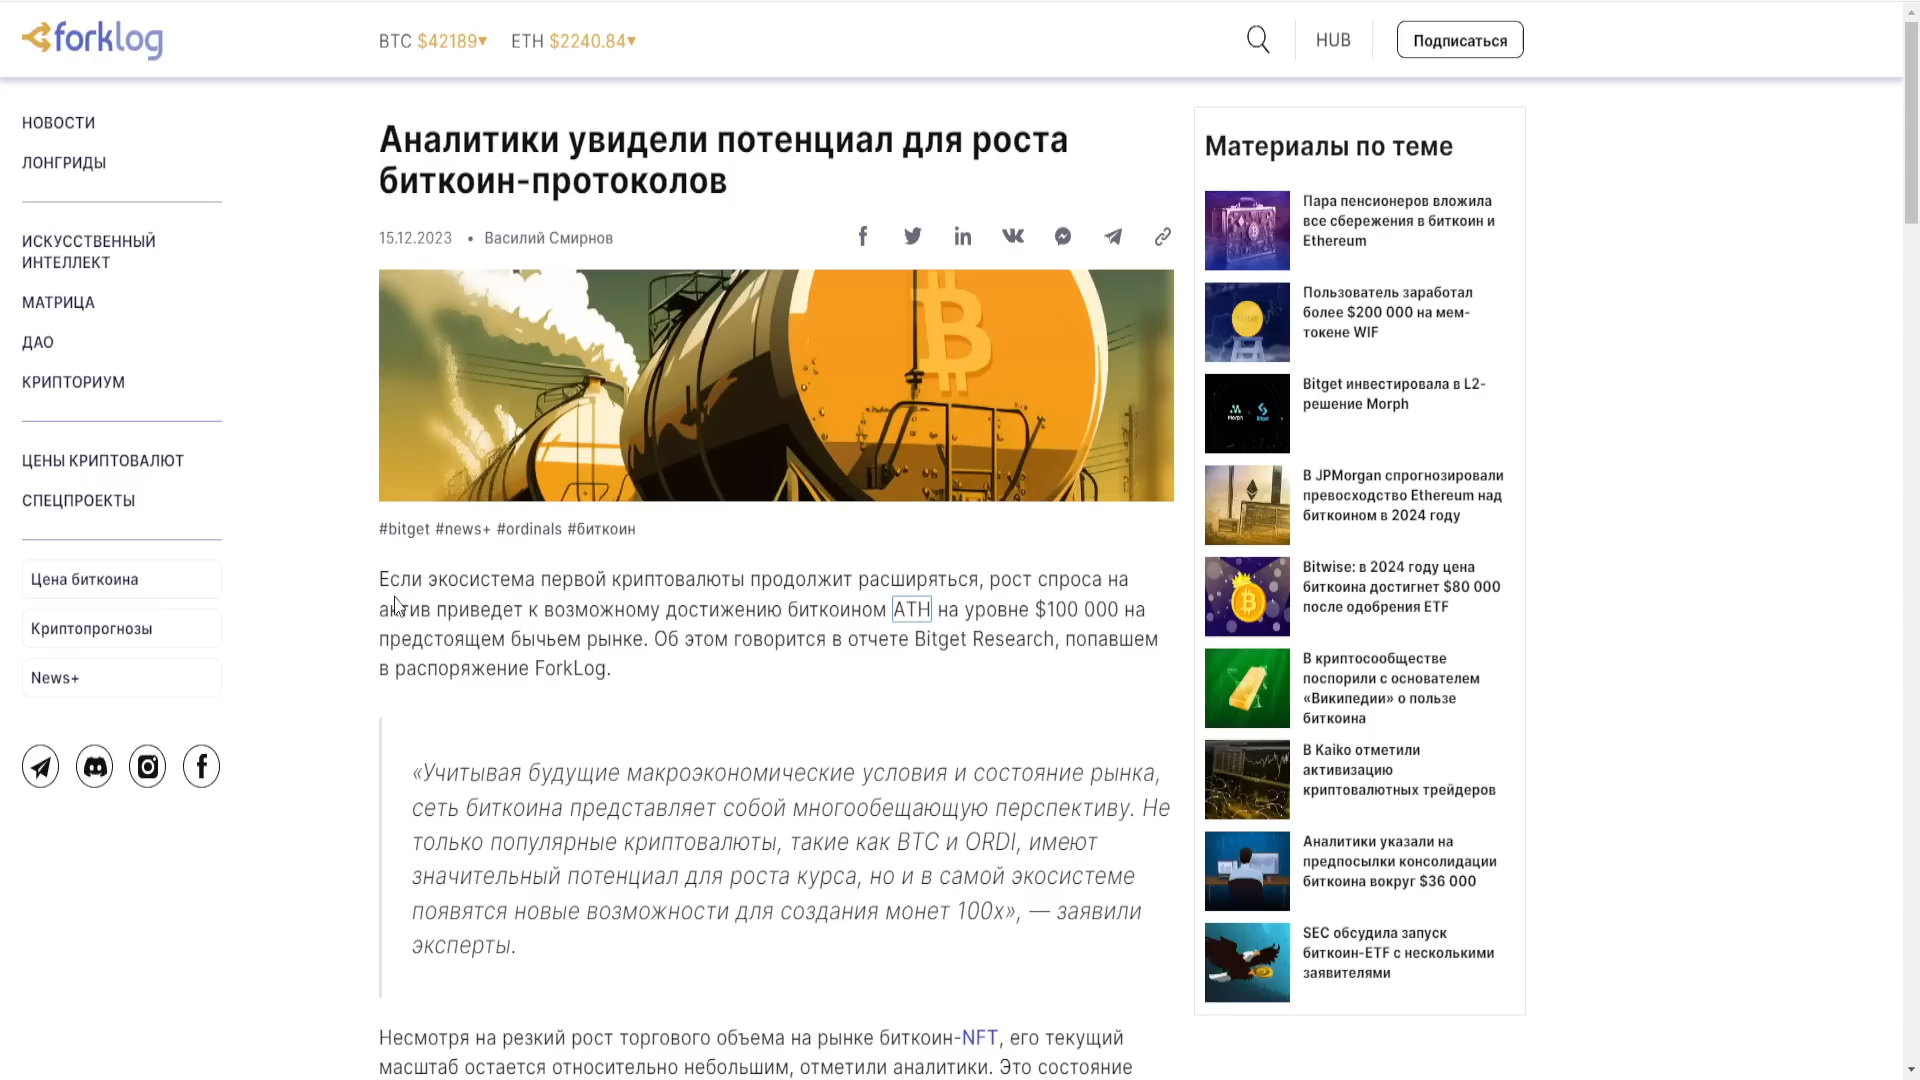 forklog
BTC $42189▾ ETH $2240.84▾
HUB
Подписаться
НОВОСТИ
ЛОНГРИДЫ
ИСКУССТВЕННЫЙ
ИНТЕЛЛЕКТ
МАТРИЦА
ДАО
КРИПТОРИУМ
ЦЕНЫ КРИПТОВАЛЮТ
СПЕЦПРОЕКТЫ
Цена биткоина
Криптопрогнозы
News+
Аналитики увидели потенциал для роста
биткоин-протоколов
15.12.2023 • Василий Смирнов
#bitget #news+ #ordinals #биткоин
Если экосистема первой криптовалюты продолжит расширяться, рост спроса на
актив приведет к возможному достижению биткоином ATH на уровне $100 000 на
предстоящем бычьем рынке. Об этом говорится в отчете Bitget Research, попавшем
в распоряжение ForkLog.
«Учитывая будущие макроэкономические условия и состояние рынка,
сеть биткоина представляет собой многообещающую перспективу. Не
только популярные криптовалюты, такие как BTC и ORDI, имеют
значительный потенциал для роста курса, но и в самой экосистеме
появятся новые возможности для создания монет 100x», — заявили
эксперты.
Несмотря на резкий рост торгового объема на рынке биткоин-NFT, его текущий
масштаб остается относительно небольшим, отметили аналитики. Это состояние
Материалы по теме
Пара пенсионеров вложила
все сбережения в биткоин и
Ethereum
Пользователь заработал
более $200 000 на мем-
токене WIF
Bitget инвестировала в L2-
решение Morph
В JPMorgan спрогнозировали
превосходство Ethereum над
биткоином в 2024 году
Bitwise: в 2024 году цена
биткоина достигнет $80 000
после одобрения ETF
В криптосообществе
поспорили с основателем
«Википедии» о пользе
биткоина
В Kaiko отметили
активизацию
криптовалютных трейдеров
Аналитики указали на
предпосылки консолидации
биткоина вокруг $36 000
SEC обсудила запуск
биткоин-ETF с несколькими
заявителями